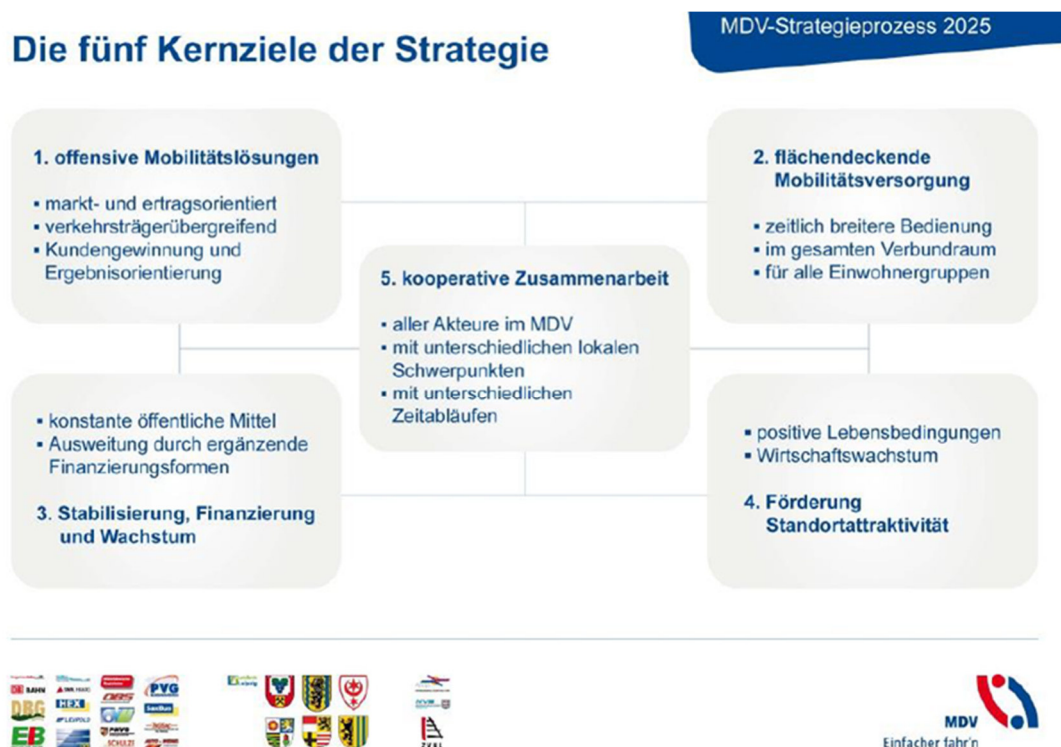 MDV-Strategieprozess 2025
Die fünf Kernziele der Strategie
1. offensive Mobilitätslösungen
▪ markt- und ertragsorientiert
▪ verkehrsträgerübergreifend
▪ Kundengewinnung und
Ergebnisorientierung
2. flächendeckende
Mobilitätsversorgung
▪ zeitlich breitere Bedienung
▪ im gesamten Verbundraum
▪ für alle Einwohnergruppen
5. kooperative Zusammenarbeit
▪ aller Akteure im MDV
▪ mit unterschiedlichen lokalen
Schwerpunkten
▪ mit unterschiedlichen
Zeitabläufen
▪ konstante öffentliche Mittel
▪ Ausweitung durch ergänzende
Finanzierungsformen
3. Stabilisierung, Finanzierung
und Wachstum
▪ positive Lebensbedingungen
▪ Wirtschaftswachstum
4. Förderung
Standortattraktivität
BAHN
PVG
DBG
HEX
OBS
EB
MDV
Einfacher fahr'n